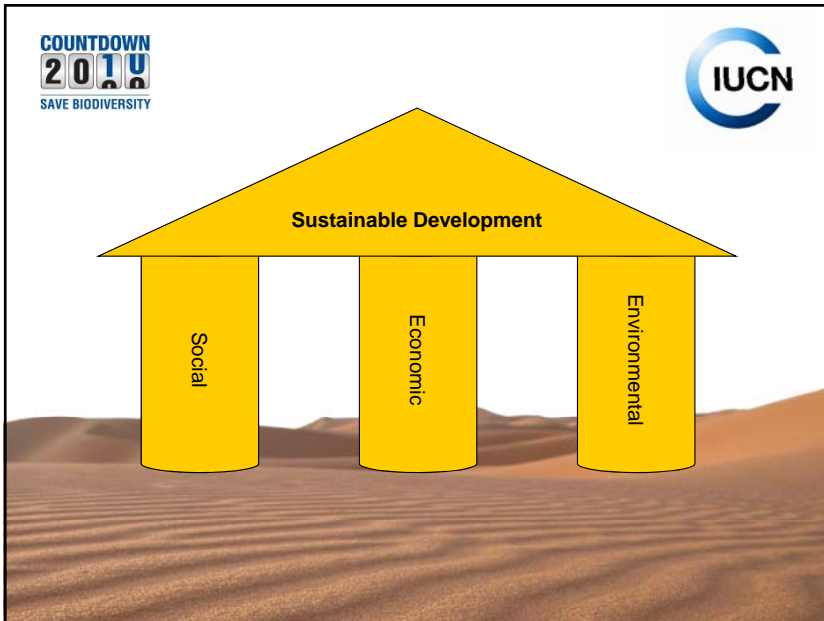 COUNTDOWN
2010
SAVE BIODIVERSITY
IUCN
Sustainable Development
Social
Economic
Environmental